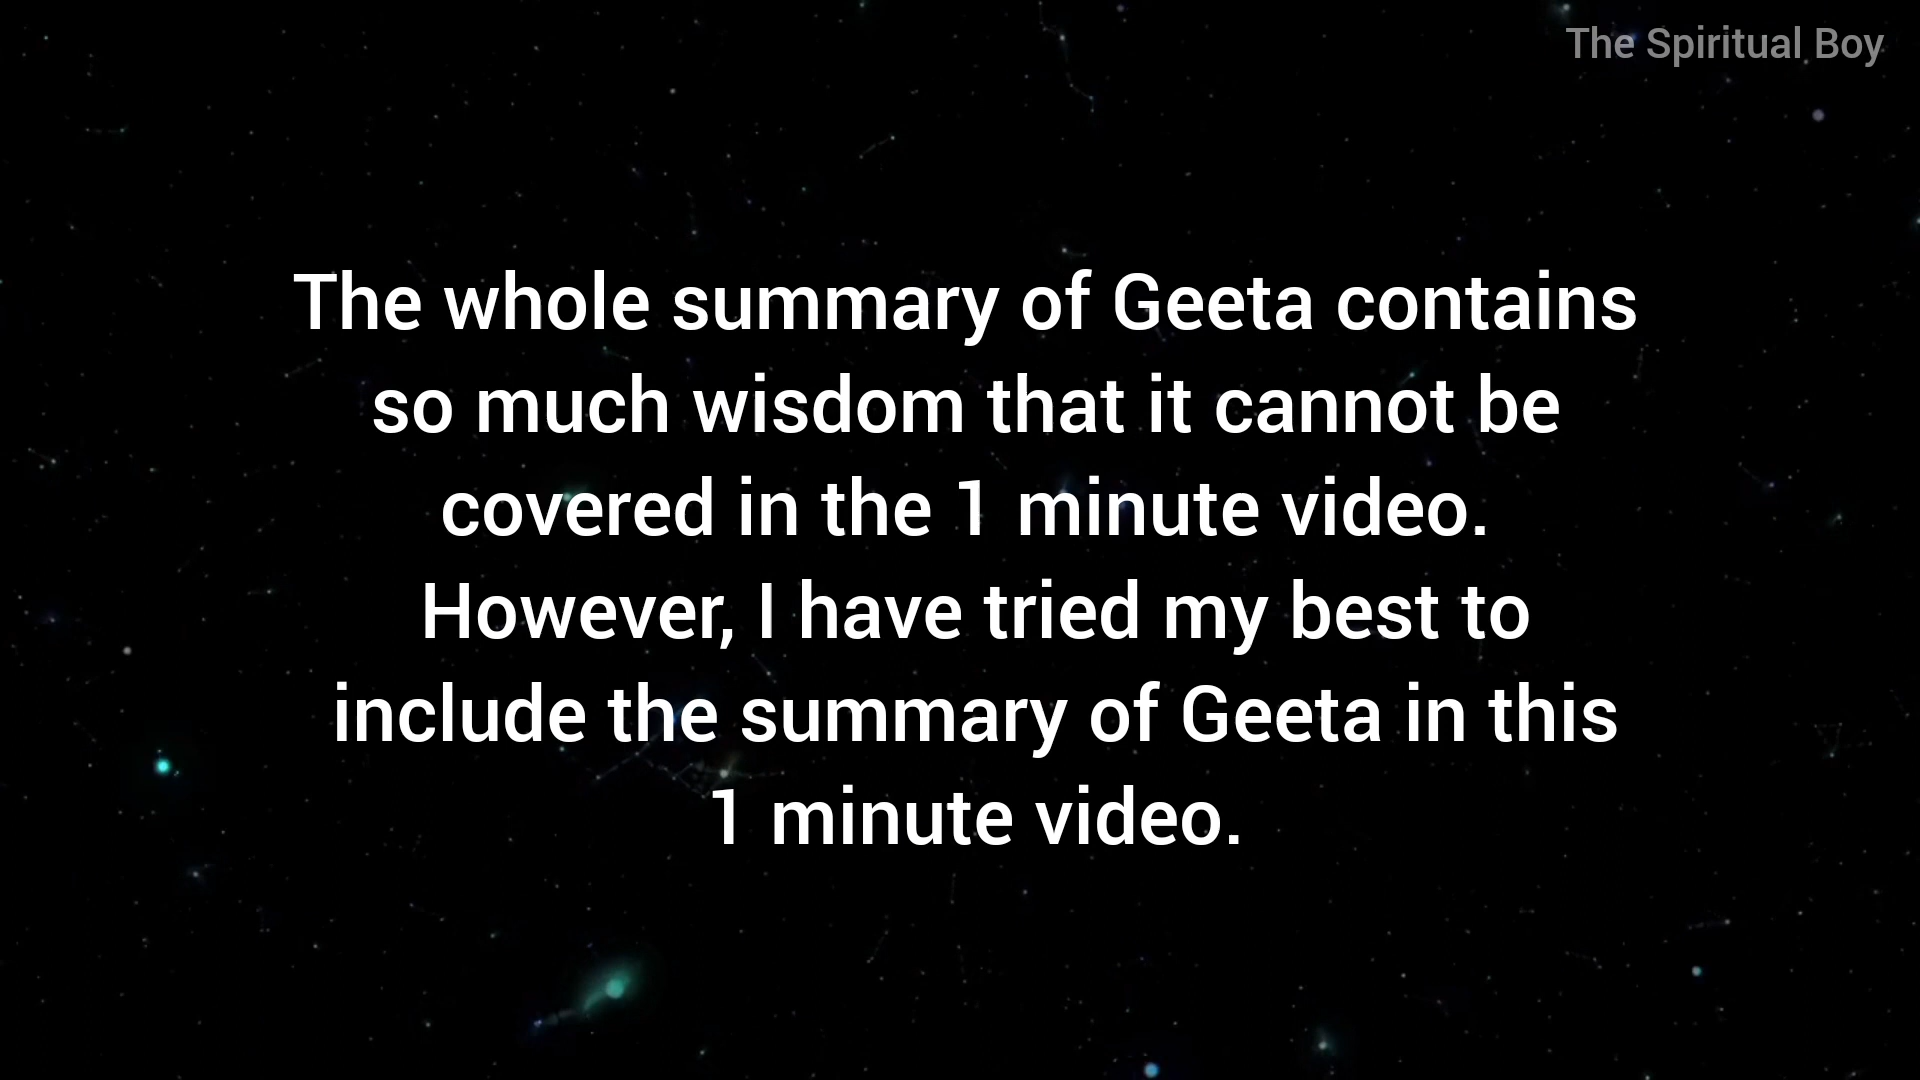 The Spiritual Boy
The whole summary of Geeta contains
so much wisdom that it cannot be
covered in the 1 minute video.
However, I have tried my best to
include the summary of Geeta in this
1 minute video.